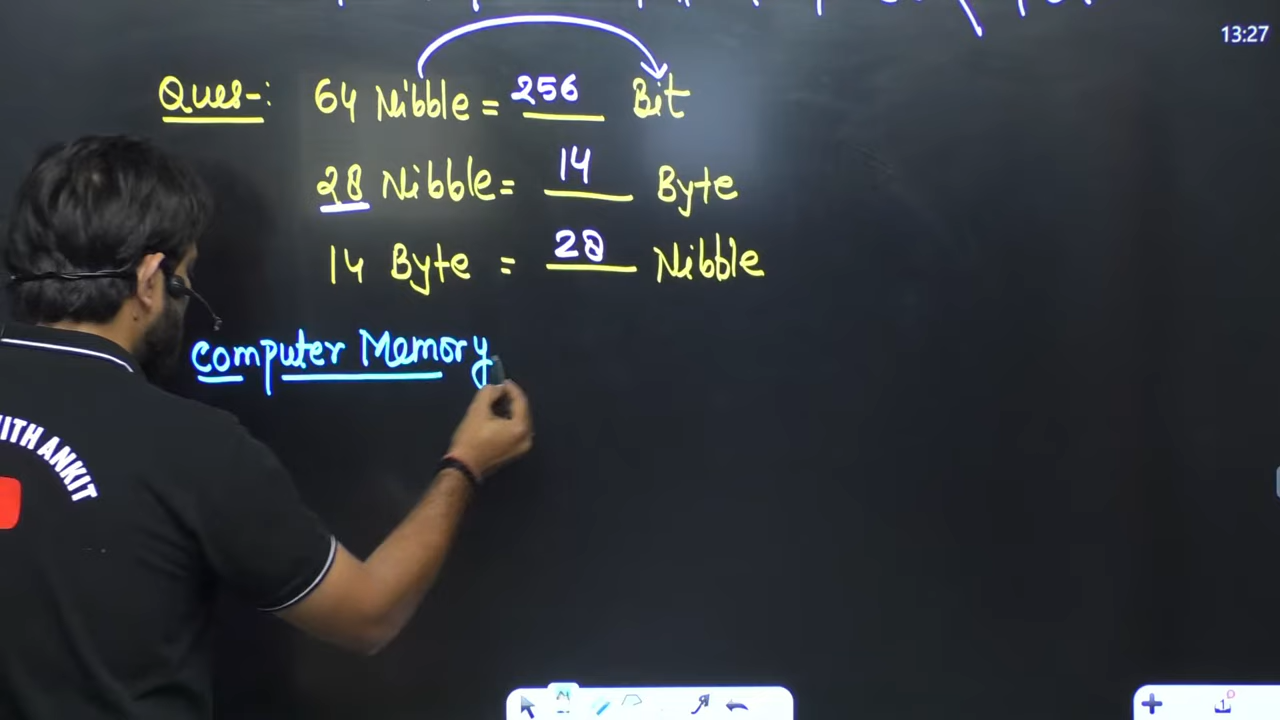 13:27
Ques-: 64 Nibble = 256 Bit
28 Nibble = 14 Byte
14 Byte = 28 Nibble
Computer Memory
ITH ANKIT